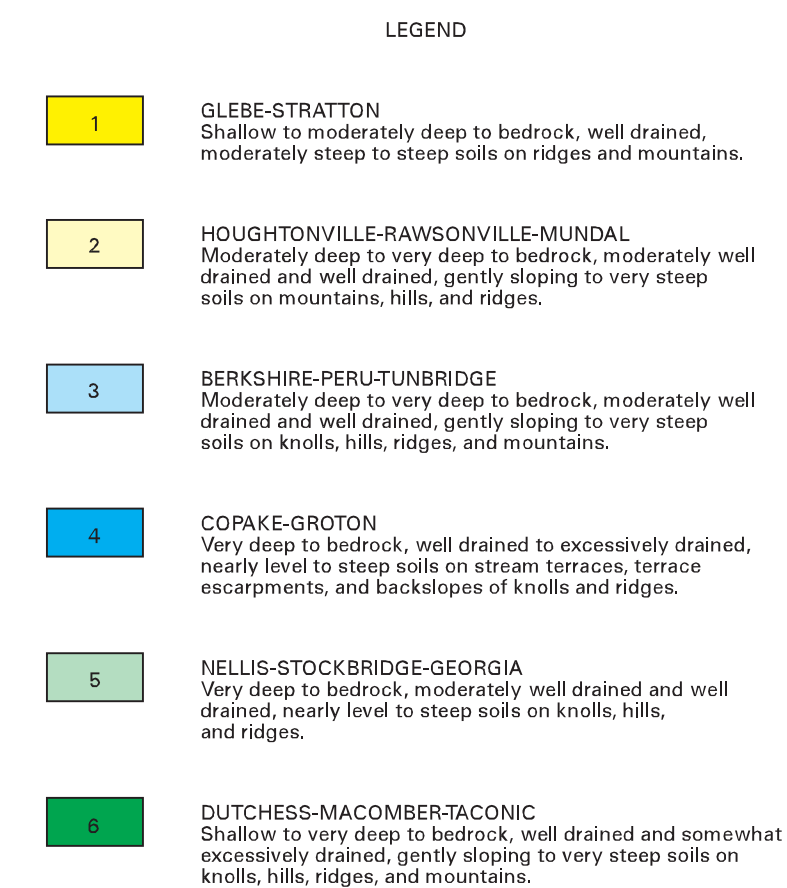 LEGEND
1
GLEBE-STRATTON
Shallow to moderately deep to bedrock, well drained,
moderately steep to steep soils on ridges and mountains.
2
HOUGHTONVILLE-RAWSONVILLE-MUNDAL
Moderately deep to very deep to bedrock, moderately well
drained and well drained, gently sloping to very steep
soils on mountains, hills, and ridges.
3
BERKSHIRE-PERU-TUNBRIDGE
Moderately deep to very deep to bedrock, moderately well
drained and well drained, gently sloping to very steep
soils on knolls, hills, ridges, and mountains.
4
COPAKE-GROTON
Very deep to bedrock, well drained to excessively drained,
nearly level to steep soils on stream terraces, terrace
escarpments, and backslopes of knolls and ridges.
5
NELLIS-STOCKBRIDGE-GEORGIA
Very deep to bedrock, moderately well drained and well
drained, nearly level to steep soils on knolls, hills,
and ridges.
6
DUTCHESS-MACOMBER-TACONIC
Shallow to very deep to bedrock, well drained and somewhat
excessively drained, gently sloping to very steep soils on
knolls, hills, ridges, and mountains.